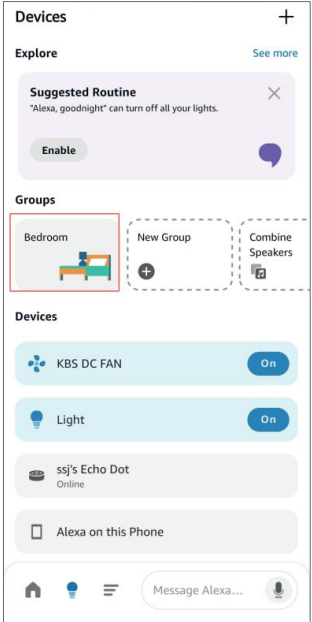 Devices
Explore
See more
Suggested Routine
"Alexa, goodnight" can turn off all your lights.
Enable
Groups
Bedroom
New Group
Combine
Speakers
Devices
KBS DC FAN
On
Light
On
ssj's Echo Dot
Online
Alexa on this Phone
Message Alexa...